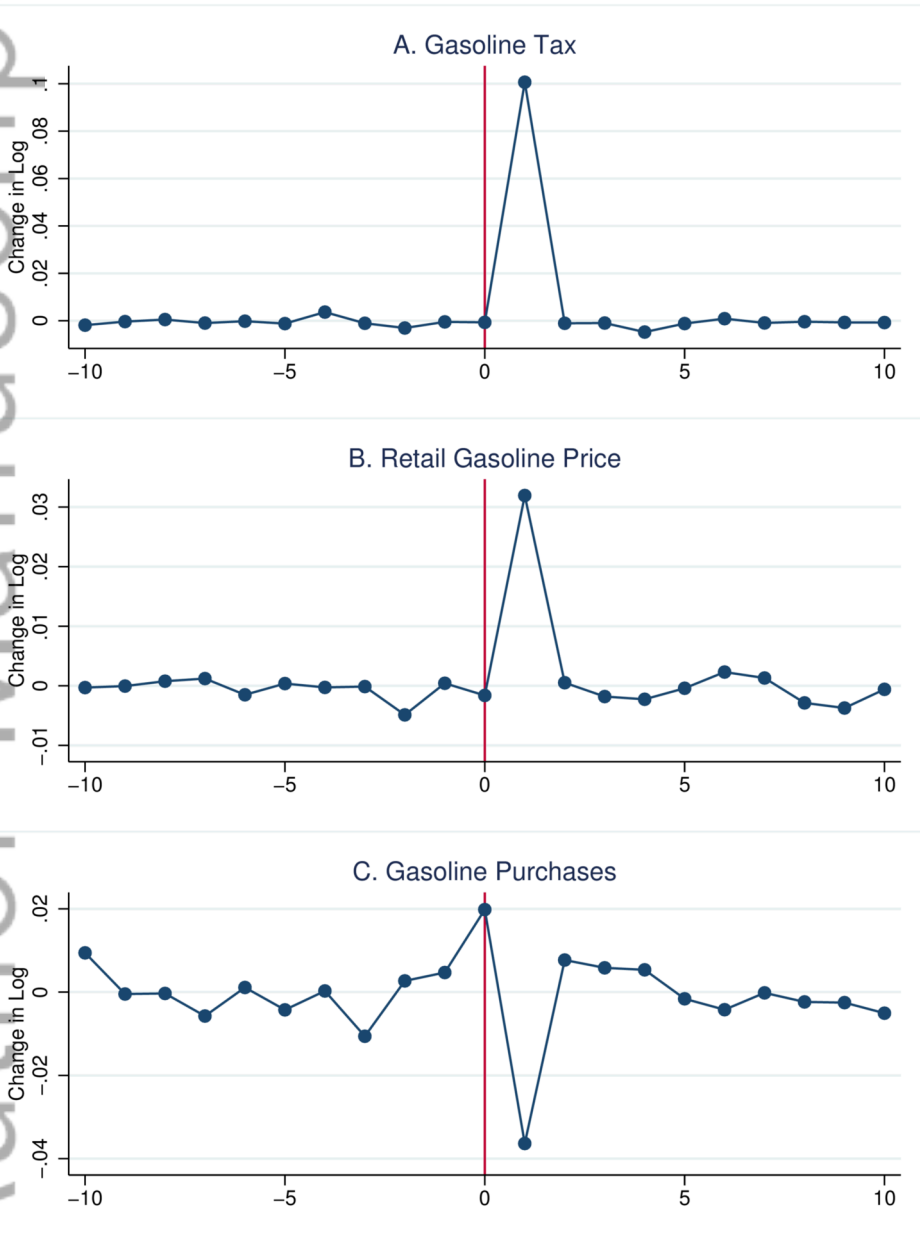 A. Gasoline Tax
Change in Log
.1
.08
.06
.04
.02
0
−10 −5 0 5 10
B. Retail Gasoline Price
Change in Log
.03
.02
.01
0
−.01
−10 −5 0 5 10
C. Gasoline Purchases
Change in Log
.02
0
−.02
−.04
−10 −5 0 5 10